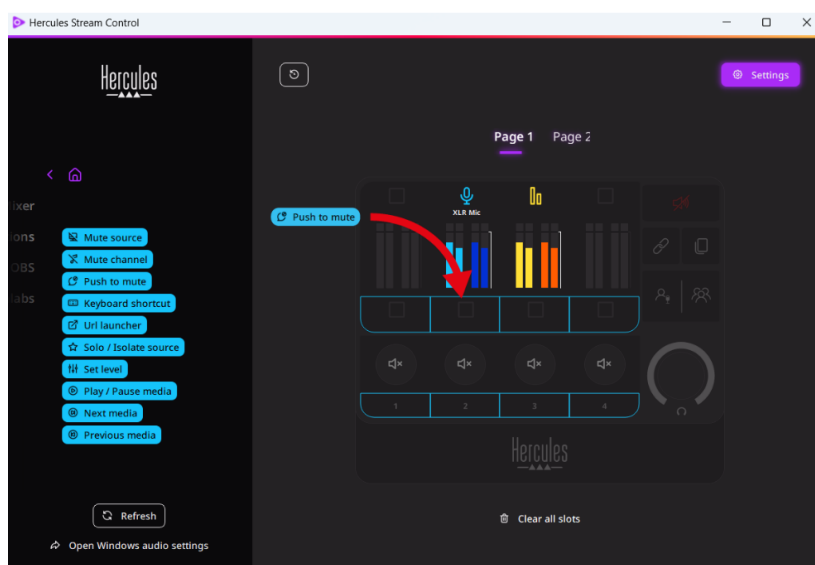 Hercules Stream Control
Hercules
Settings
Page 1 Page 2
ixer
ions
OBS
labs
Mute source
Mute channel
Push to mute
Keyboard shortcut
Url launcher
Solo / Isolate source
Set level
Play / Pause media
Next media
Previous media
Refresh
Open Windows audio settings
Push to mute
XLR Mic
1 2 3 4
Hercules
Clear all slots